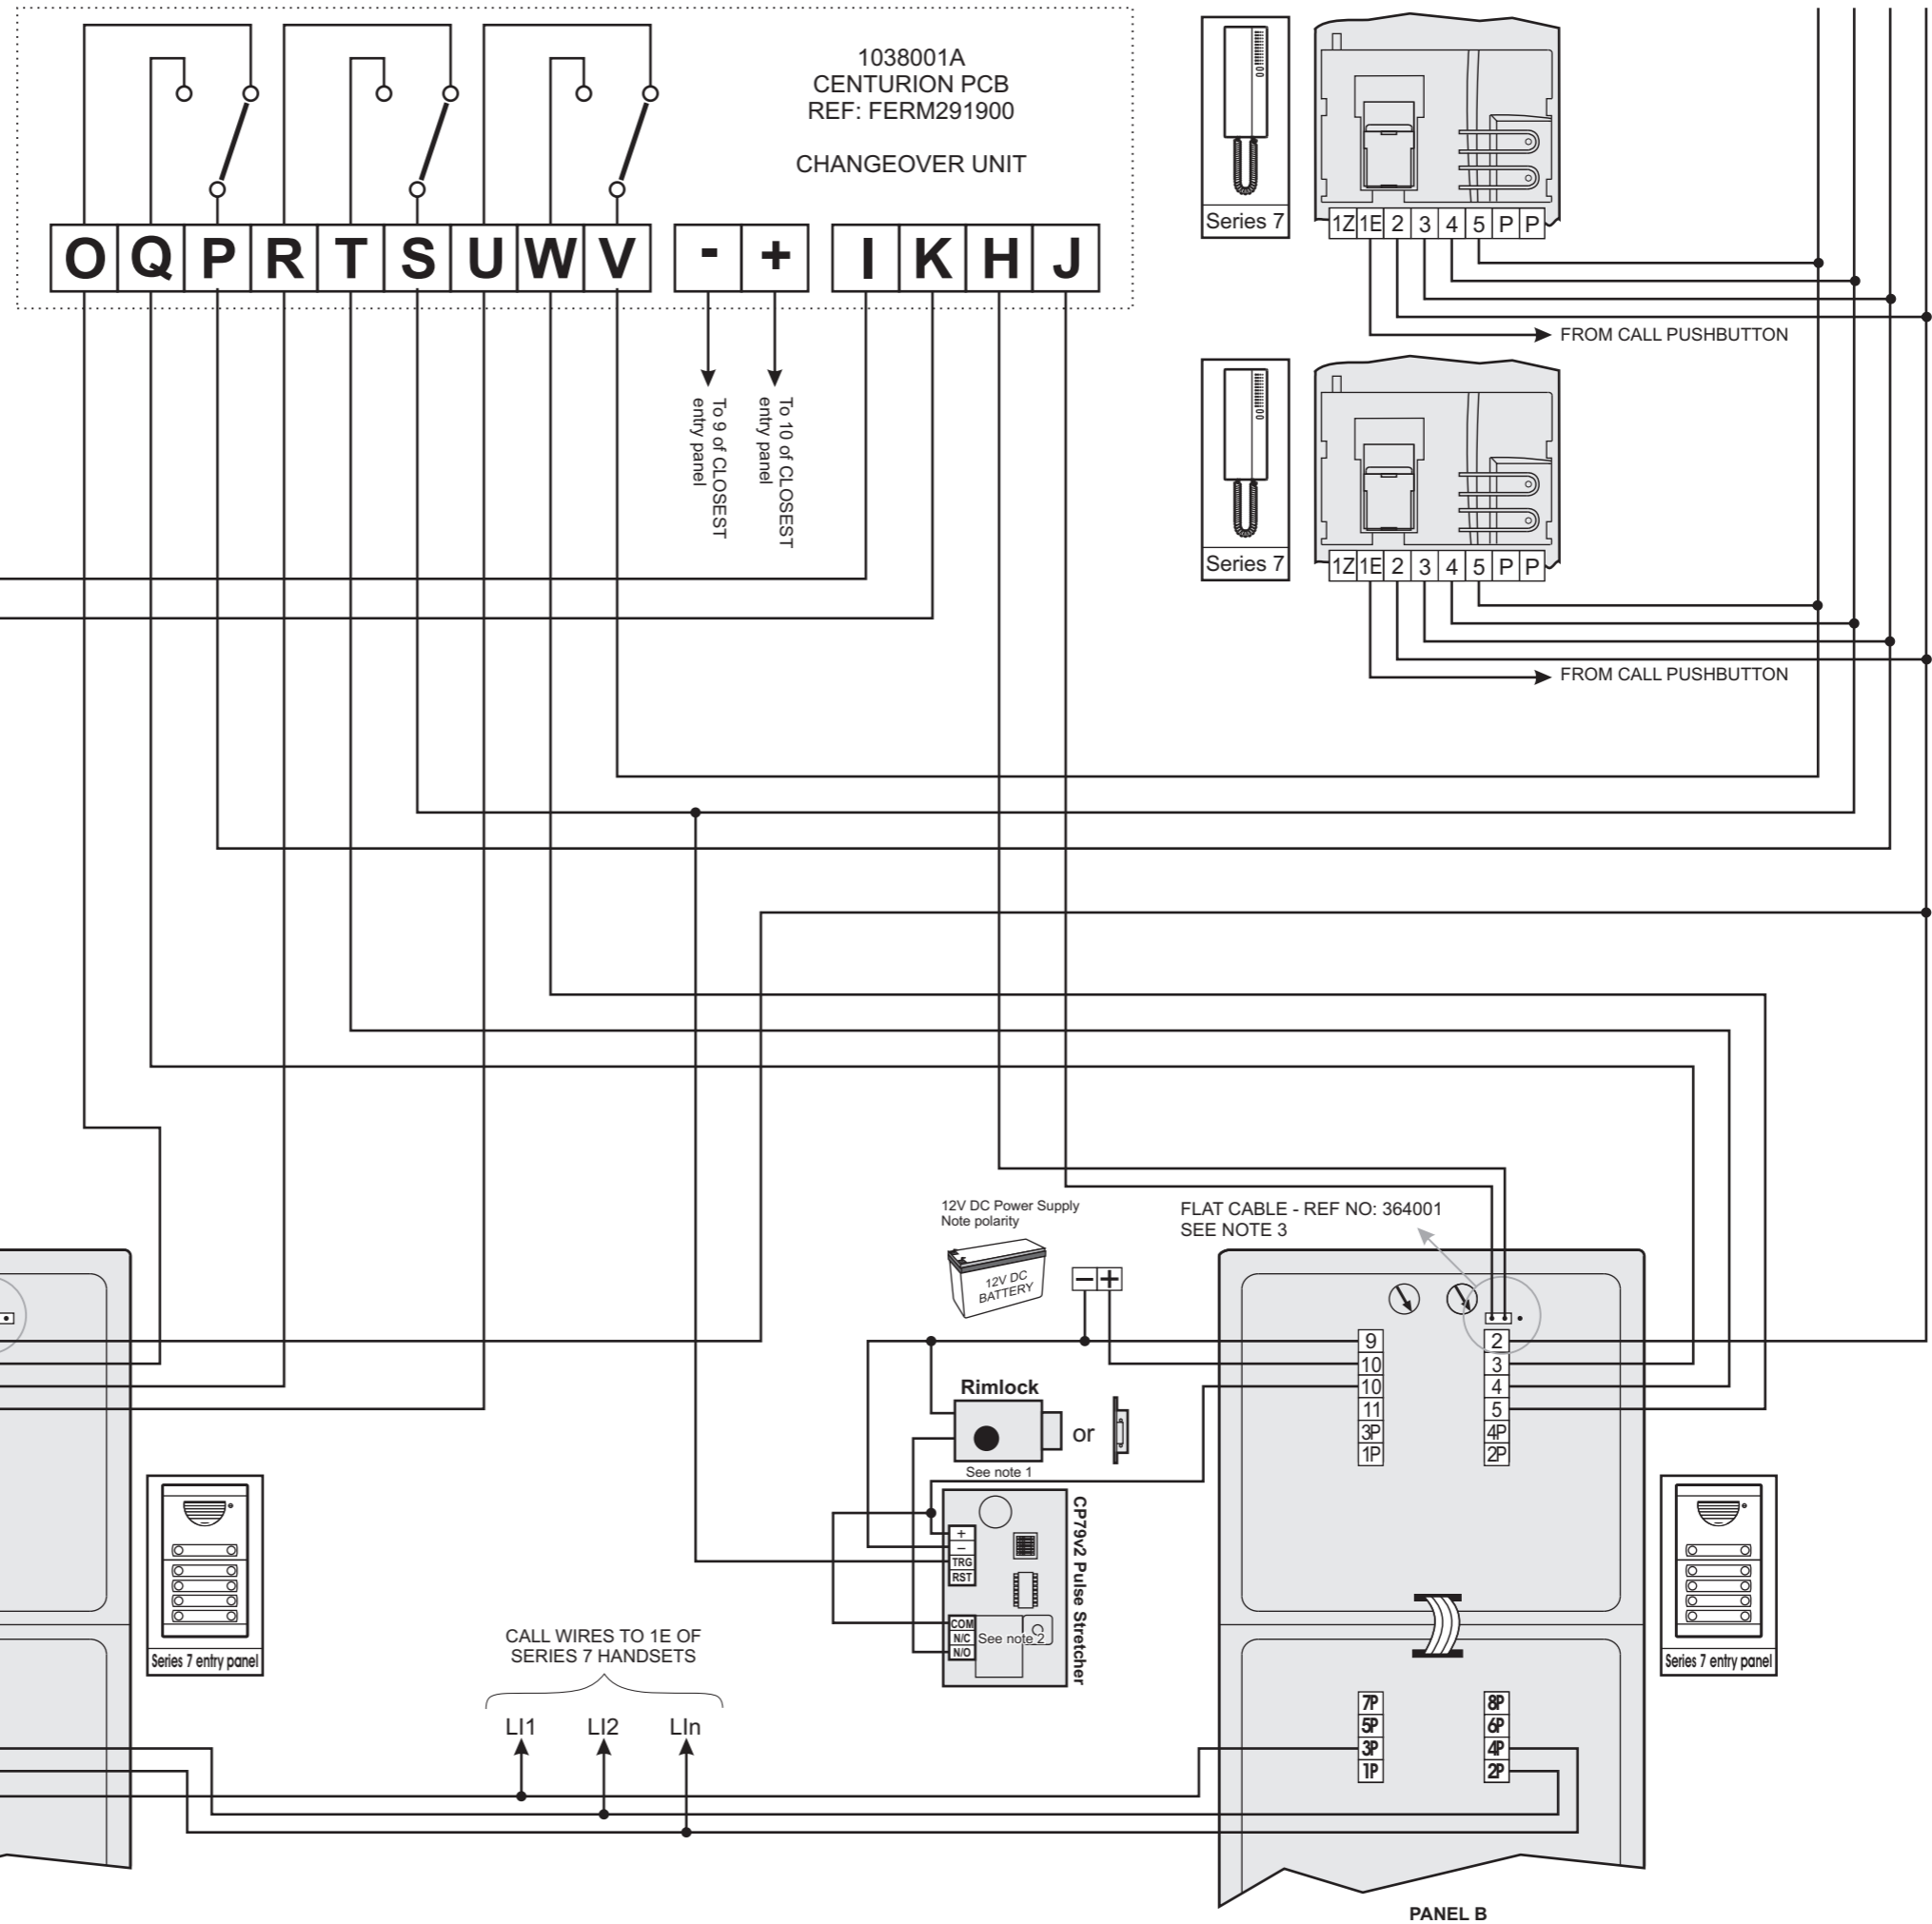 1038001A
CENTURION PCB
REF: FERM291900
CHANGEOVER UNIT
O Q P R T S U W V - + I K H J
To 9 of CLOSEST
entry panel
To 10 of CLOSEST
entry panel
Series 7
1Z 1E 2 3 4 5 P P
FROM CALL PUSHBUTTON
Series 7
1Z 1E 2 3 4 5 P P
FROM CALL PUSHBUTTON
12V DC Power Supply
Note polarity
12V DC
BATTERY
− +
FLAT CABLE - REF NO: 364001
SEE NOTE 3
Rimlock
or
See note 1
+
−
TRG
RST
COM
N/C
N/O
See note 2
CP79v2 Pulse Stretcher
9
10
10
11
3P
1P
2
3
4
5
4P
2P
7P
5P
3P
1P
8P
6P
4P
2P
Series 7 entry panel
Series 7 entry panel
CALL WIRES TO 1E OF
SERIES 7 HANDSETS
LI1 LI2 LIn
PANEL B